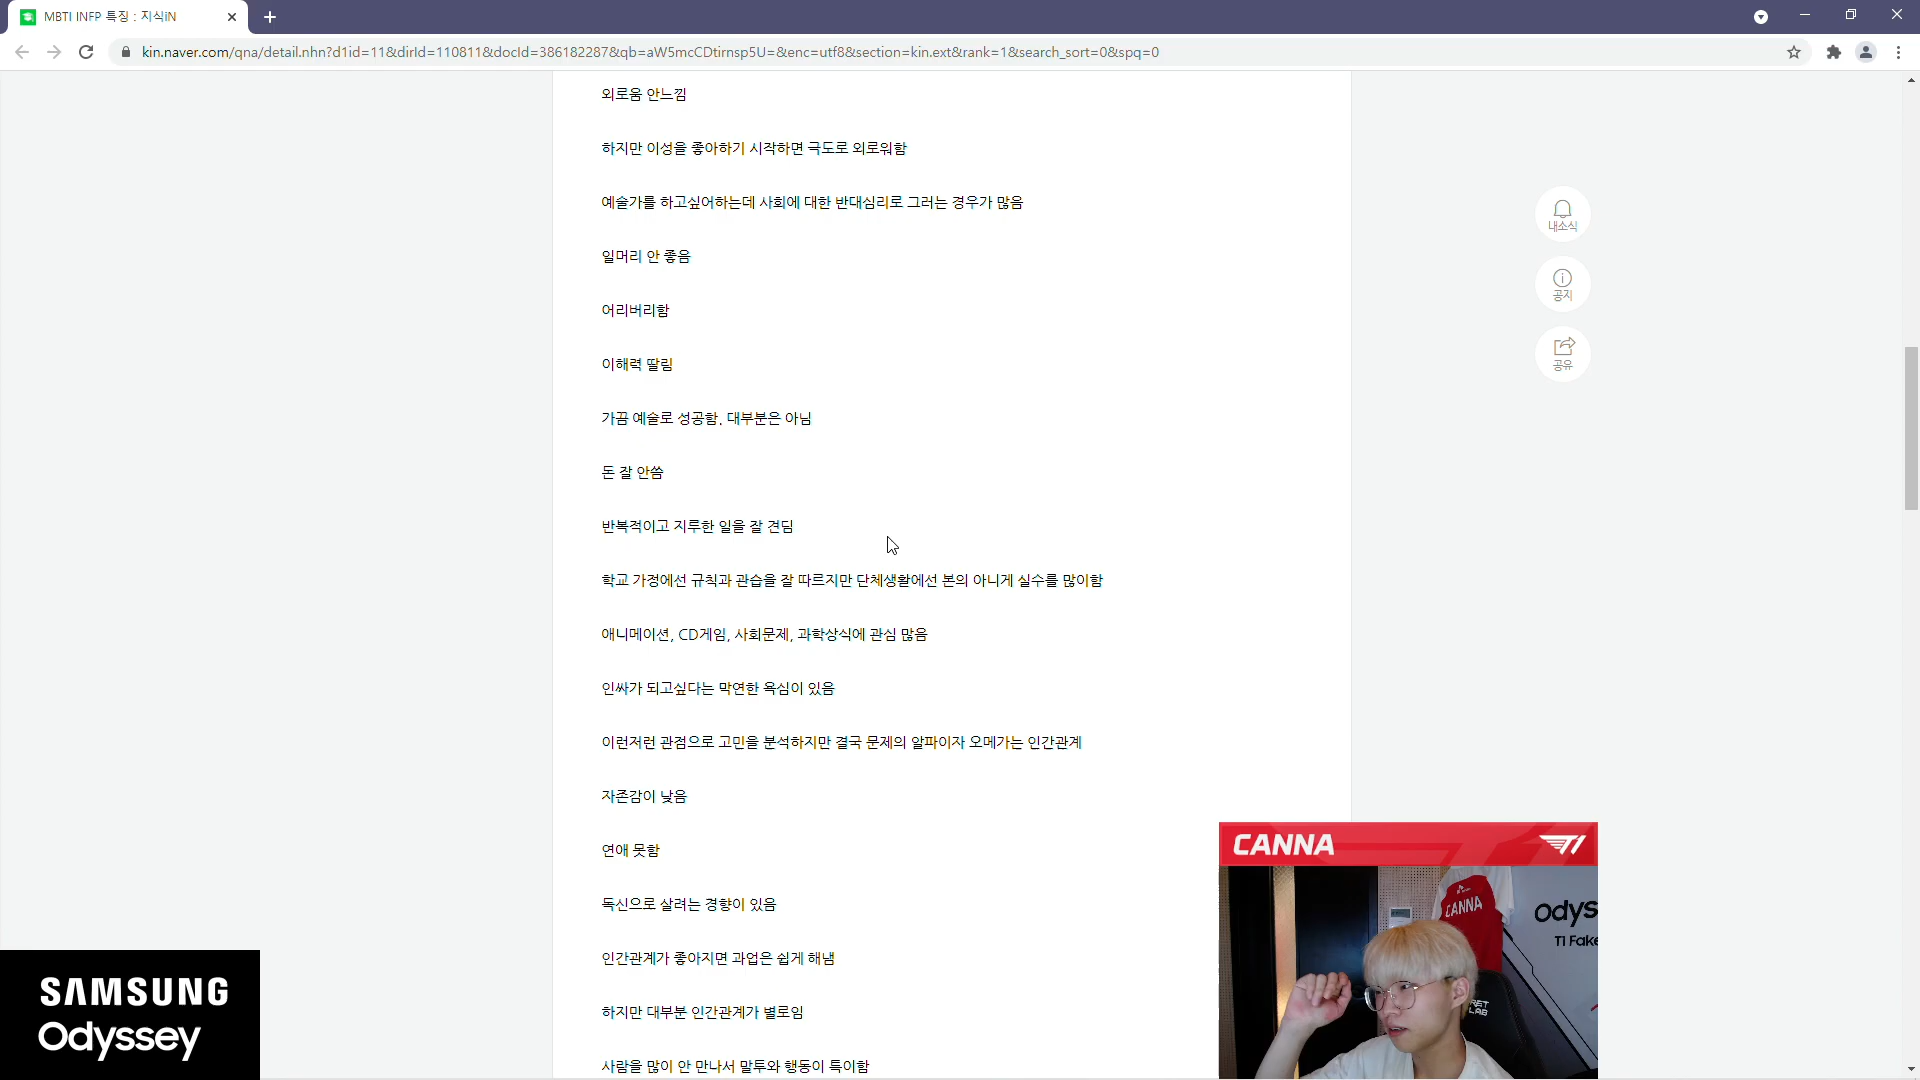 MBTI INFP 특징 : 지식iN
kin.naver.com/qna/detail.nhn?d1id=11&dirId=110811&docId=386182287&qb=aW5mcCDtirnsp5U=&enc=utf8&section=kin.ext&rank=1&search_sort=0&spq=0
외로움 안느낌
하지만 이성을 좋아하기 시작하면 극도로 외로워함
예술가를 하고싶어하는데 사회에 대한 반대심리로 그러는 경우가 많음
일머리 안 좋음
어리버리함
이해력 딸림
가끔 예술로 성공함. 대부분은 아님
돈 잘 안씀
반복적이고 지루한 일을 잘 견딤
학교 가정에선 규칙과 관습을 잘 따르지만 단체생활에선 본의 아니게 실수를 많이함
애니메이션, CD게임, 사회문제, 과학상식에 관심 많음
인싸가 되고싶다는 막연한 욕심이 있음
이런저런 관점으로 고민을 분석하지만 결국 문제의 알파이자 오메가는 인간관계
자존감이 낮음
연애 못함
독신으로 살려는 경향이 있음
인간관계가 좋아지면 과업은 쉽게 해냄
하지만 대부분 인간관계가 별로임
사람을 많이 안 만나서 말투와 행동이 특이함
내소식
공지
공유
CANNA
T1
CANNA
Odys
T1 Fake
RET
LAB
SAMSUNG
Odyssey